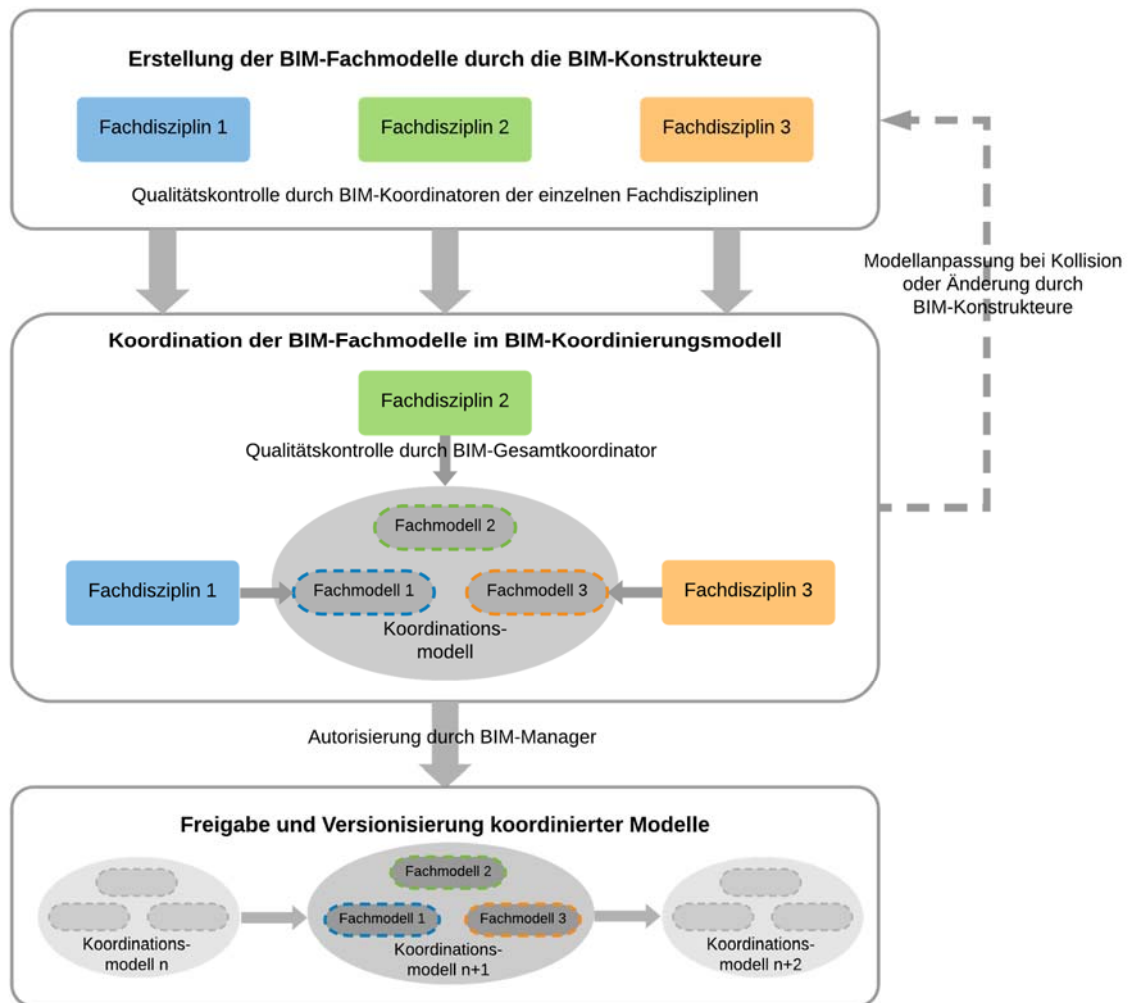 Erstellung der BIM-Fachmodelle durch die BIM-Konstrukteure
Fachdisziplin 1
Fachdisziplin 2
Fachdisziplin 3
Qualitätskontrolle durch BIM-Koordinatoren der einzelnen Fachdisziplinen
Modellanpassung bei Kollision
oder Änderung durch
BIM-Konstrukteure
Koordination der BIM-Fachmodelle im BIM-Koordinierungsmodell
Fachdisziplin 2
Qualitätskontrolle durch BIM-Gesamtkoordinator
Fachmodell 2
Fachdisziplin 1
Fachmodell 1
Fachmodell 3
Fachdisziplin 3
Koordinations-
modell
Autorisierung durch BIM-Manager
Freigabe und Versionisierung koordinierter Modelle
Fachmodell 2
Fachmodell 1
Fachmodell 3
Koordinations-
modell n
Koordinations-
modell n+1
Koordinations-
modell n+2